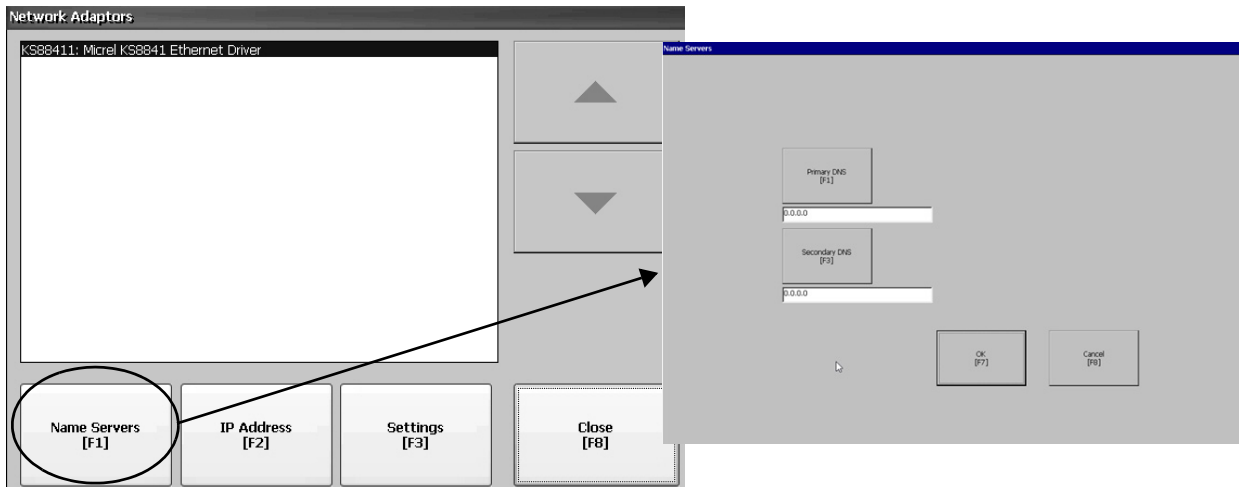 Network Adaptors
KS88411: Micrel KS8841 Ethernet Driver
Name Servers
[F1]
IP Address
[F2]
Settings
[F3]
Close
[F8]
Name Servers
Primary DNS
[F1]
0.0.0.0
Secondary DNS
[F3]
0.0.0.0
OK
[F7]
Cancel
[F8]